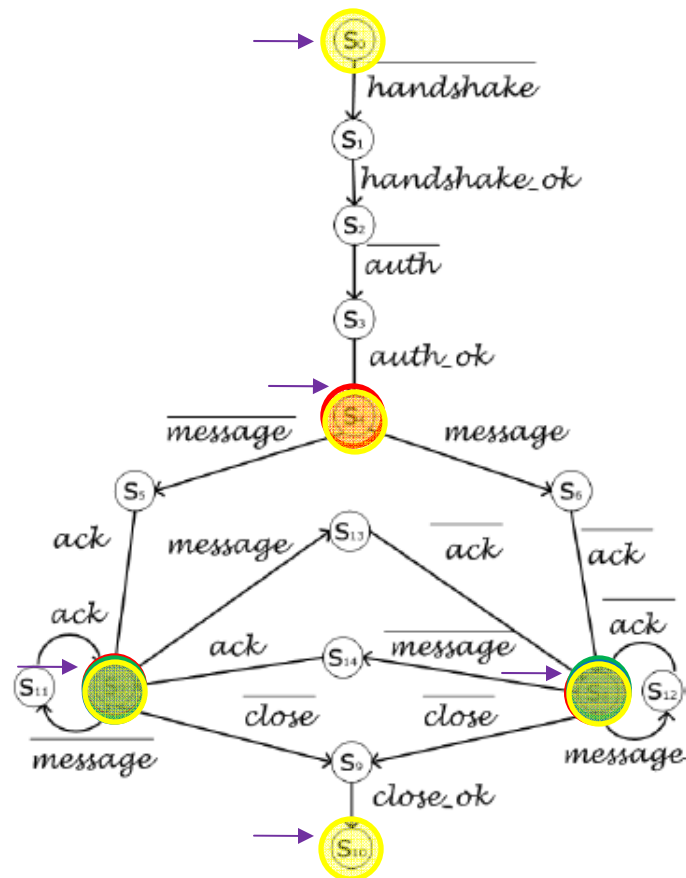 S0
handshake
S1
handshake_ok
S2
auth
S3
auth_ok
message message
S5 S6
ack message S13 ack ack
ack ack
ack S14 message
S11 S12
close close
message S9 message
close_ok
S10